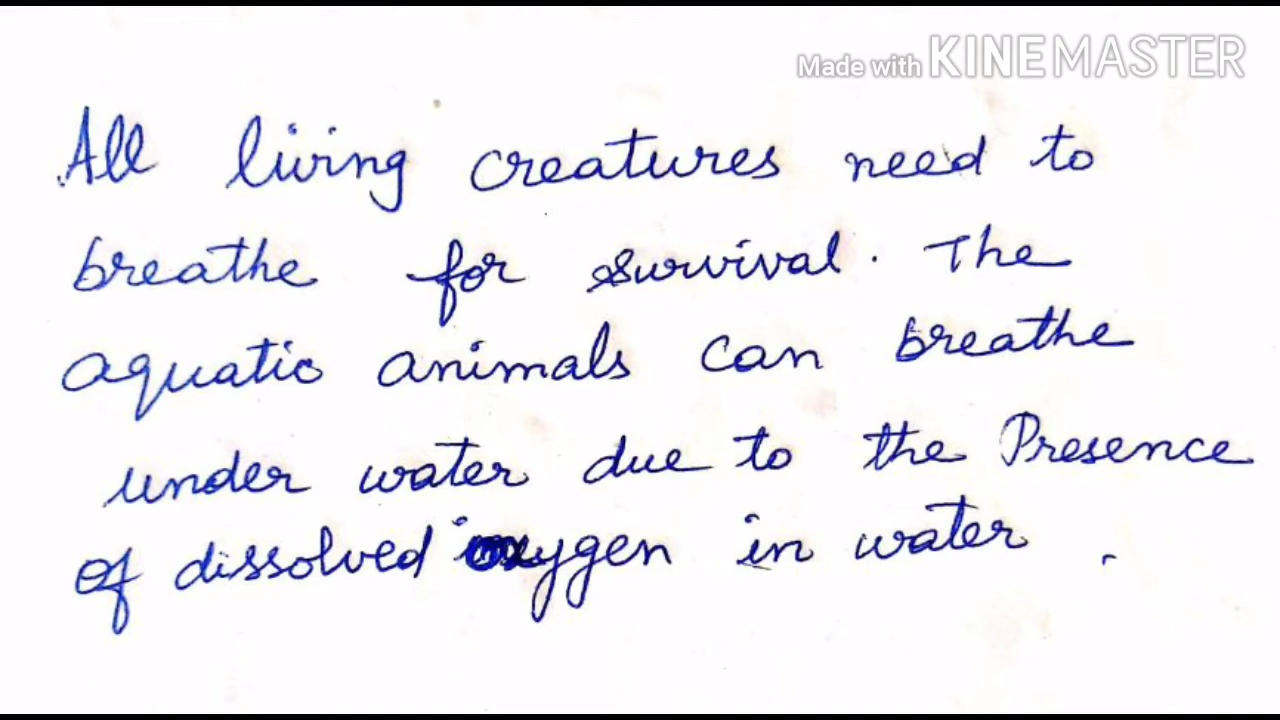 Made with KINEMASTER
All living creatures need to
breathe for survival. The
aquatic animals can breathe
under water due to the Presence
of dissolved oxygen in water.